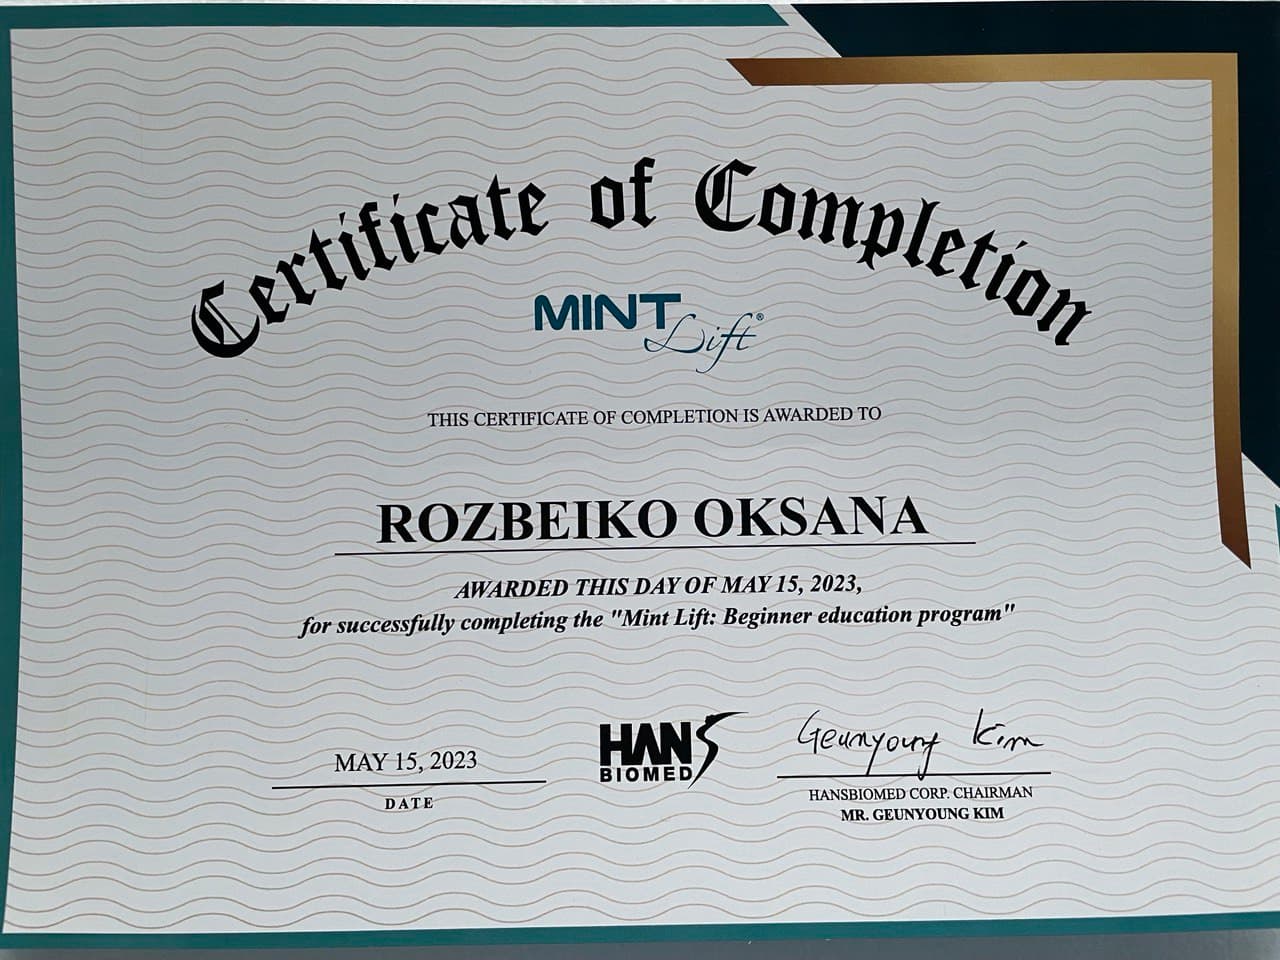 Certificate of Completion
MINT Lift®
THIS CERTIFICATE OF COMPLETION IS AWARDED TO
ROZBEIKO OKSANA
AWARDED THIS DAY OF MAY 15, 2023,
for successfully completing the "Mint Lift: Beginner education program"
MAY 15, 2023
DATE
HANS
BIOMED
Geunyoung Kim
HANSBIOMED CORP. CHAIRMAN
MR. GEUNYOUNG KIM